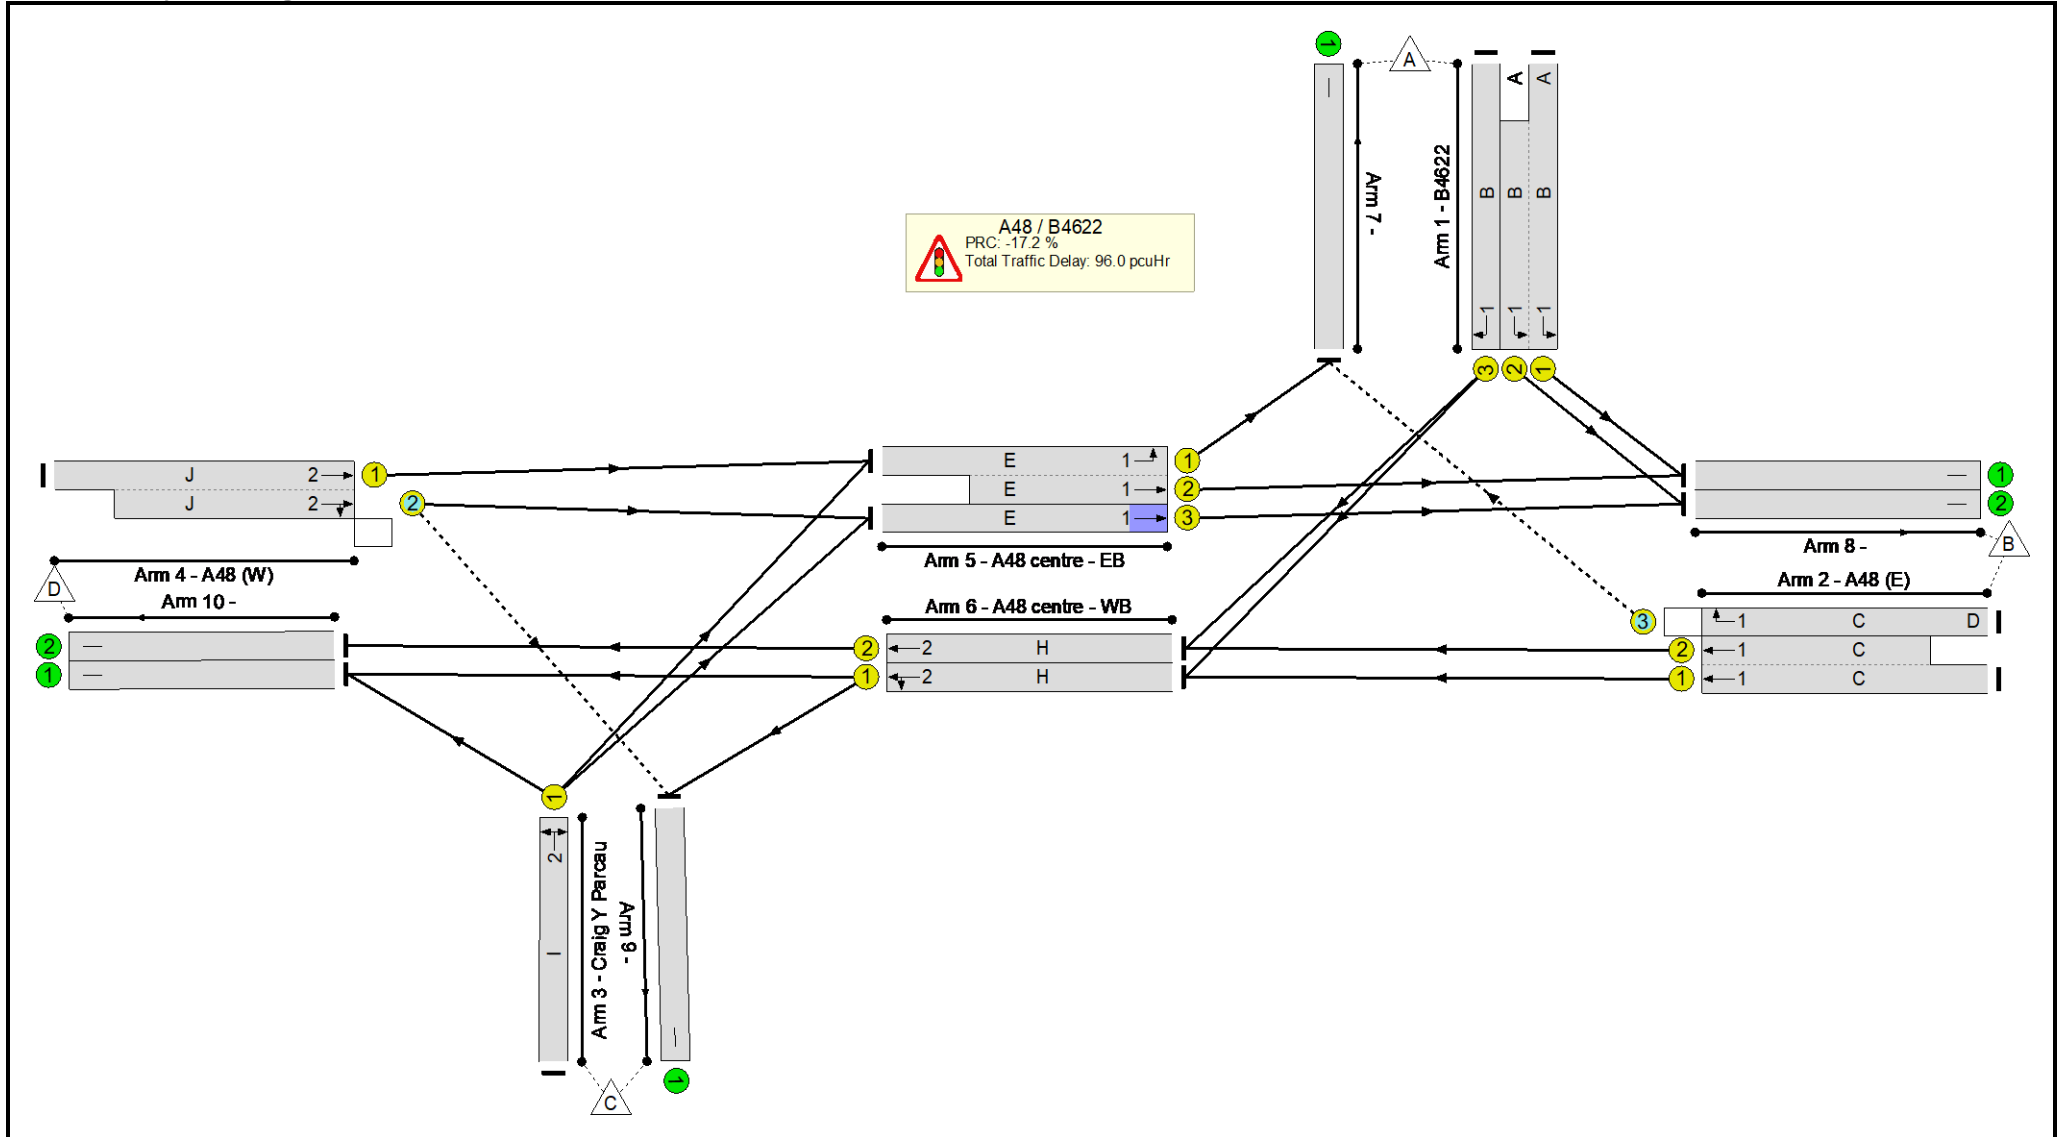 1
A
A
A
B
B
B
Arm 7 -
Arm 1 - B4622
A48 / B4622
PRC: -17.2 %
Total Traffic Delay: 96.0 pcuHr
1
1
1
3
2
1
J
2
1
J
2
2
E
1
1
E
1
2
E
1
3
1
2
Arm 4 - A48 (W)
Arm 5 - A48 centre - EB
Arm 8 -
B
D
Arm 10 -
Arm 6 - A48 centre - WB
Arm 2 - A48 (E)
2
1
2
2
H
1
2
H
3
1
C
D
2
1
C
1
1
C
1
2
I
Arm 3 - Craig Y Parcau
Arm 9 -
1
C